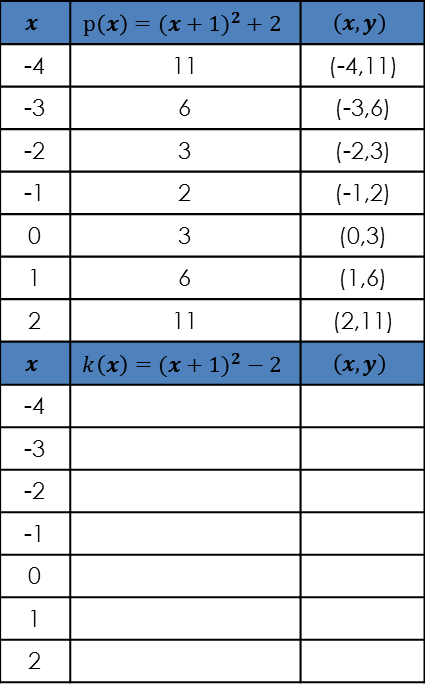 x p(x) = (x + 1)² + 2 (x, y)
-4 11 (-4,11)
-3 6 (-3,6)
-2 3 (-2,3)
-1 2 (-1,2)
0 3 (0,3)
1 6 (1,6)
2 11 (2,11)
x k(x) = (x + 1)² − 2 (x, y)
-4
-3
-2
-1
0
1
2